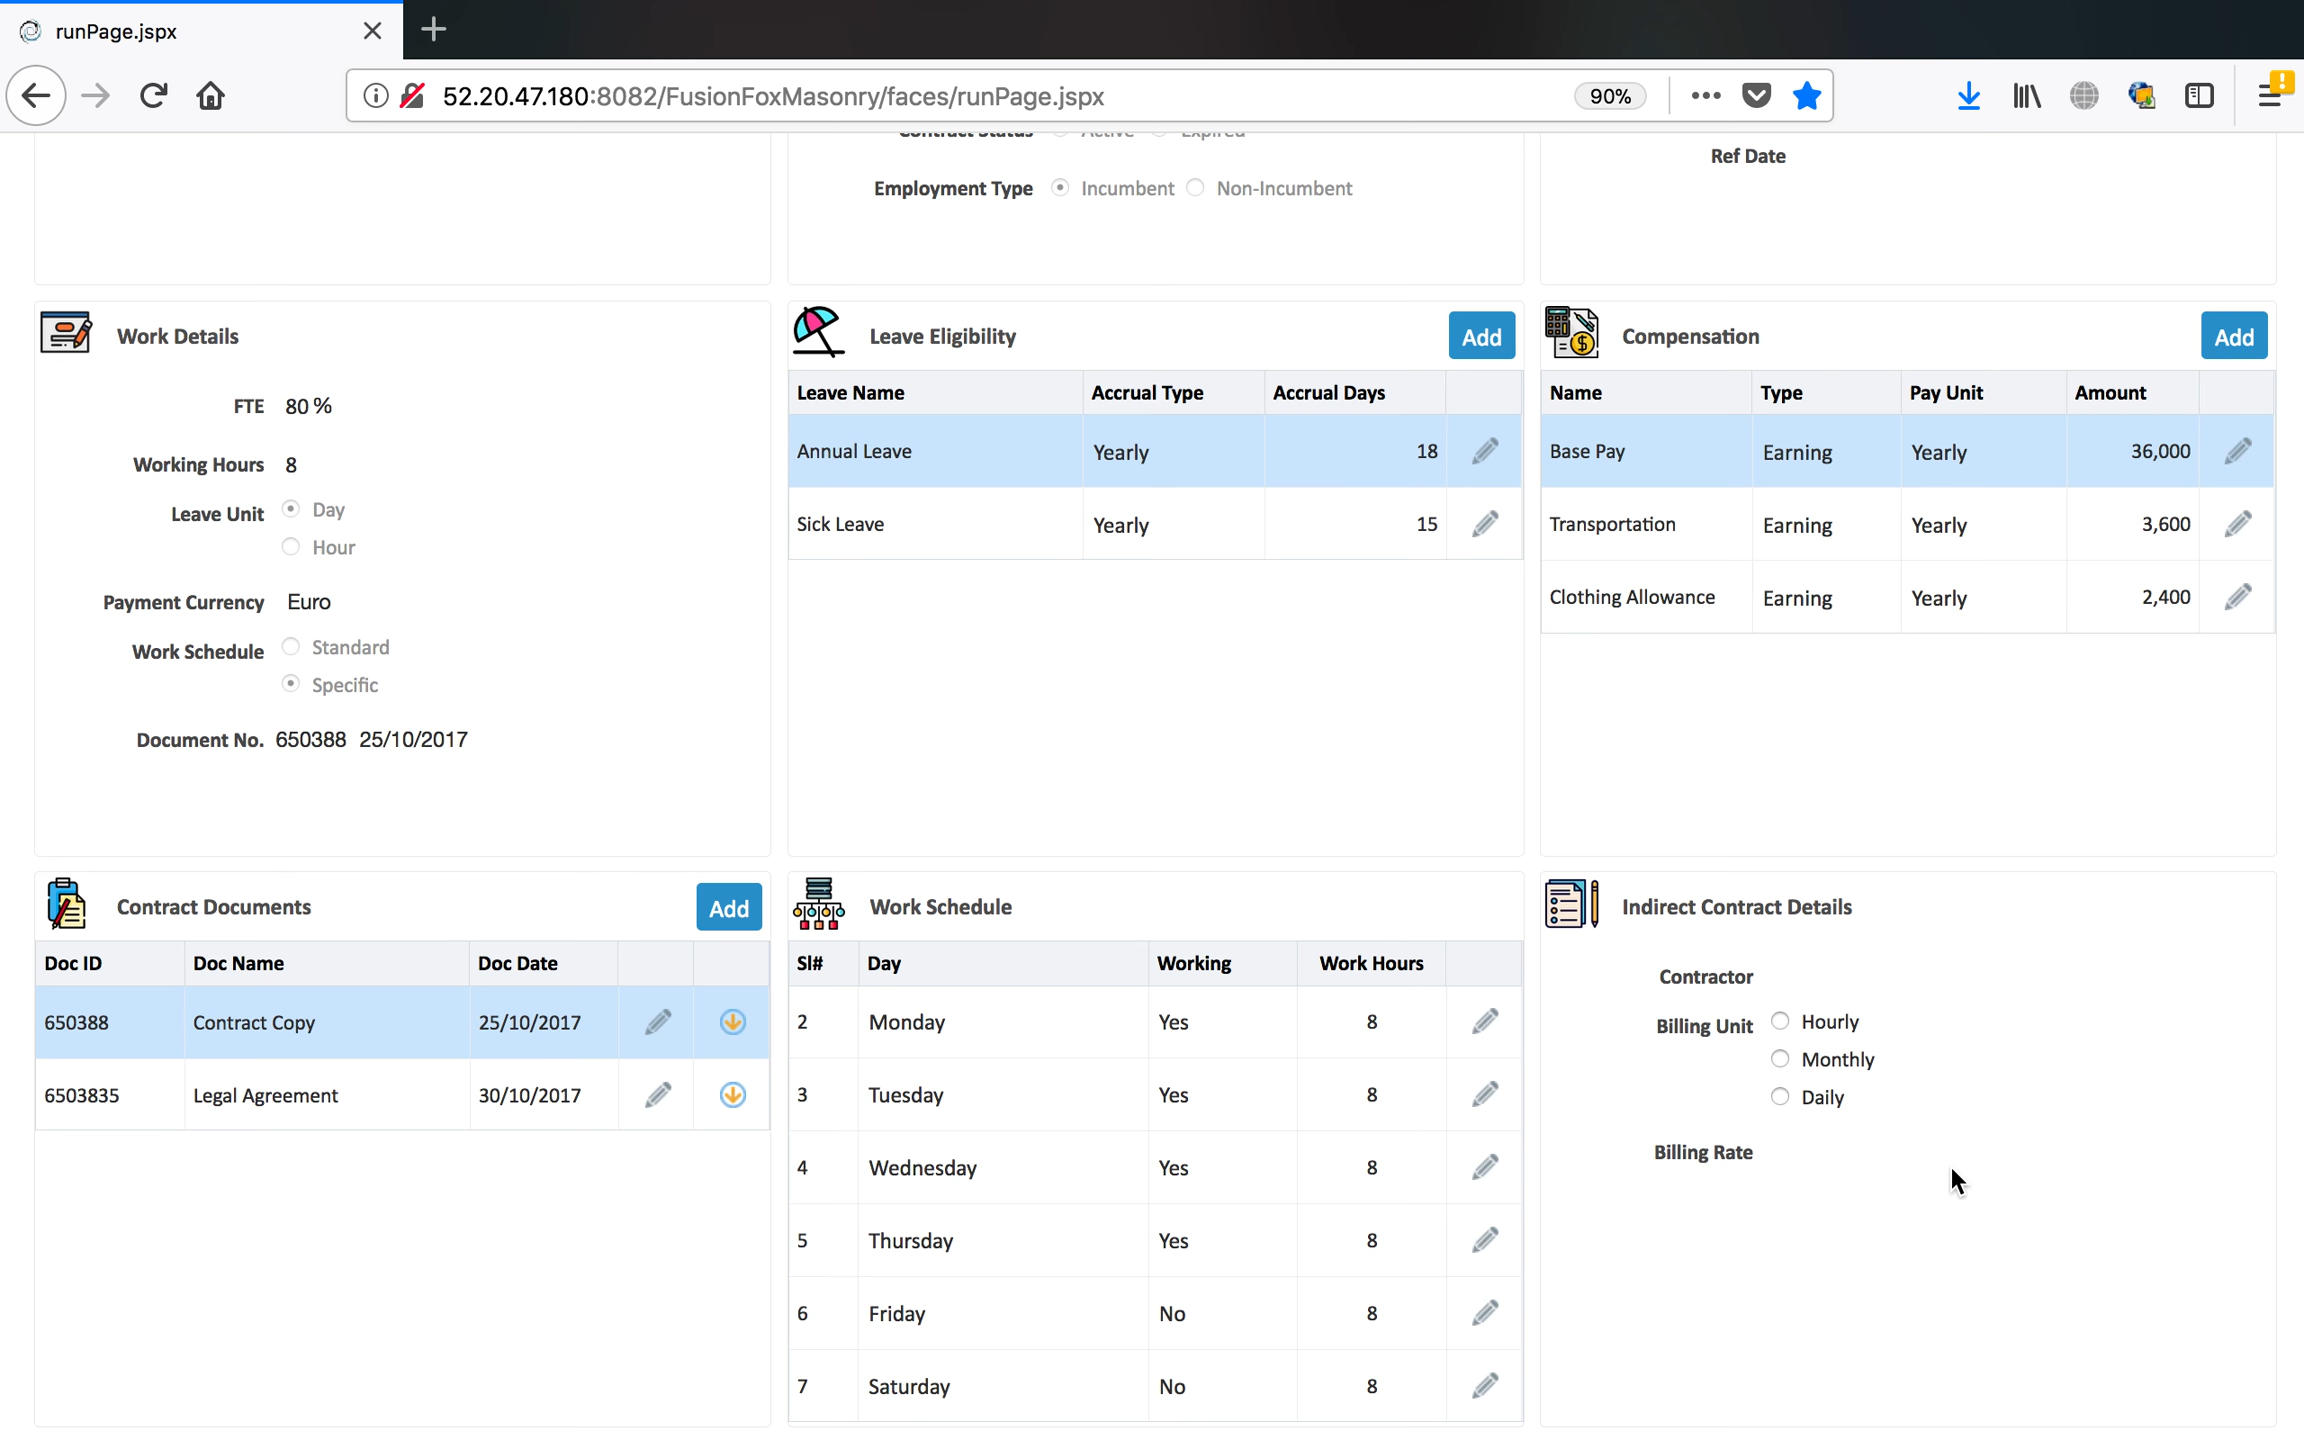 runPage.jspx
52.20.47.180:8082/FusionFoxMasonry/faces/runPage.jspx
90%
Contract Status Active Expired
Ref Date
Employment Type Incumbent Non-Incumbent
Work Details
FTE 80 %
Working Hours 8
Leave Unit Day
Hour
Payment Currency Euro
Work Schedule Standard
Specific
Document No. 650388 25/10/2017
Leave Eligibility Add
Leave Name Accrual Type Accrual Days
Annual Leave Yearly 18
Sick Leave Yearly 15
Compensation Add
Name Type Pay Unit Amount
Base Pay Earning Yearly 36,000
Transportation Earning Yearly 3,600
Clothing Allowance Earning Yearly 2,400
Contract Documents Add
Doc ID Doc Name Doc Date
650388 Contract Copy 25/10/2017
6503835 Legal Agreement 30/10/2017
Work Schedule
Sl# Day Working Work Hours
2 Monday Yes 8
3 Tuesday Yes 8
4 Wednesday Yes 8
5 Thursday Yes 8
6 Friday No 8
7 Saturday No 8
Indirect Contract Details
Contractor
Billing Unit Hourly
Monthly
Daily
Billing Rate